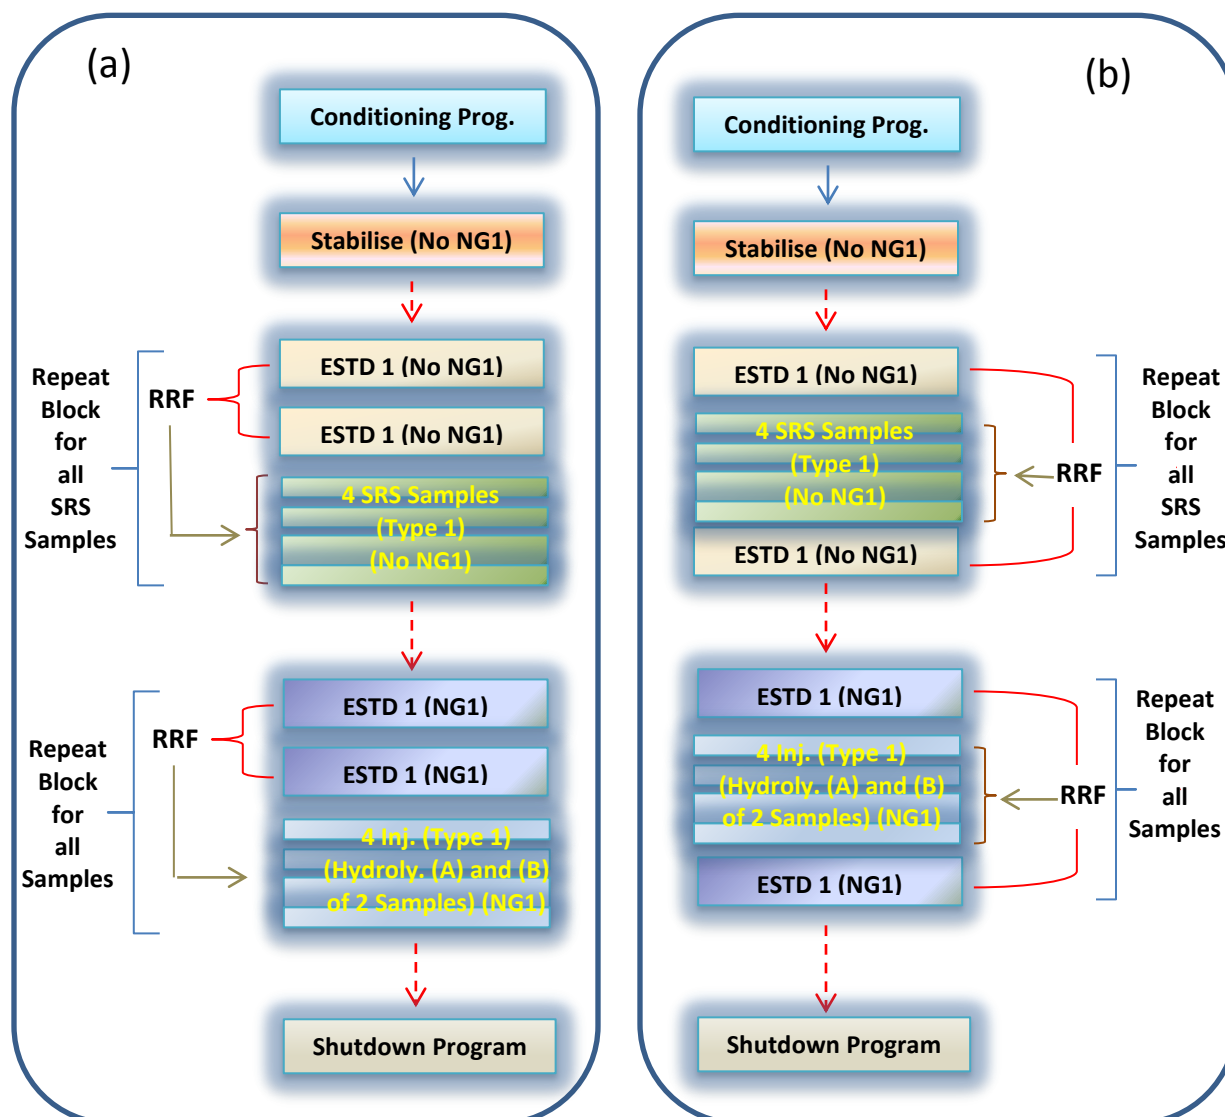 (a)
Conditioning Prog.
Stabilise (No NG1)
Repeat
Block
for
all
SRS
Samples
RRF
ESTD 1 (No NG1)
ESTD 1 (No NG1)
4 SRS Samples
(Type 1)
(No NG1)
Repeat
Block
for
all
Samples
RRF
ESTD 1 (NG1)
ESTD 1 (NG1)
4 Inj. (Type 1)
(Hydroly. (A) and (B)
of 2 Samples) (NG1)
Shutdown Program
(b)
Conditioning Prog.
Stabilise (No NG1)
ESTD 1 (No NG1)
4 SRS Samples
(Type 1)
(No NG1)
ESTD 1 (No NG1)
RRF
Repeat
Block
for
all
SRS
Samples
ESTD 1 (NG1)
4 Inj. (Type 1)
(Hydroly. (A) and (B)
of 2 Samples) (NG1)
ESTD 1 (NG1)
RRF
Repeat
Block
for
all
Samples
Shutdown Program